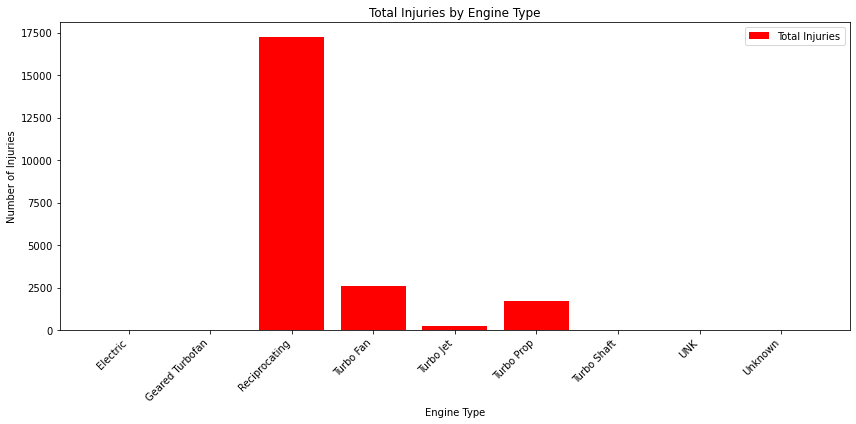 Total Injuries by Engine Type
Total Injuries
17500
15000
12500
10000
7500
5000
2500
0
Number of Injuries
Electric
Geared Turbofan
Reciprocating
Turbo Fan
Turbo Jet
Turbo Prop
Turbo Shaft
UNK
Unknown
Engine Type